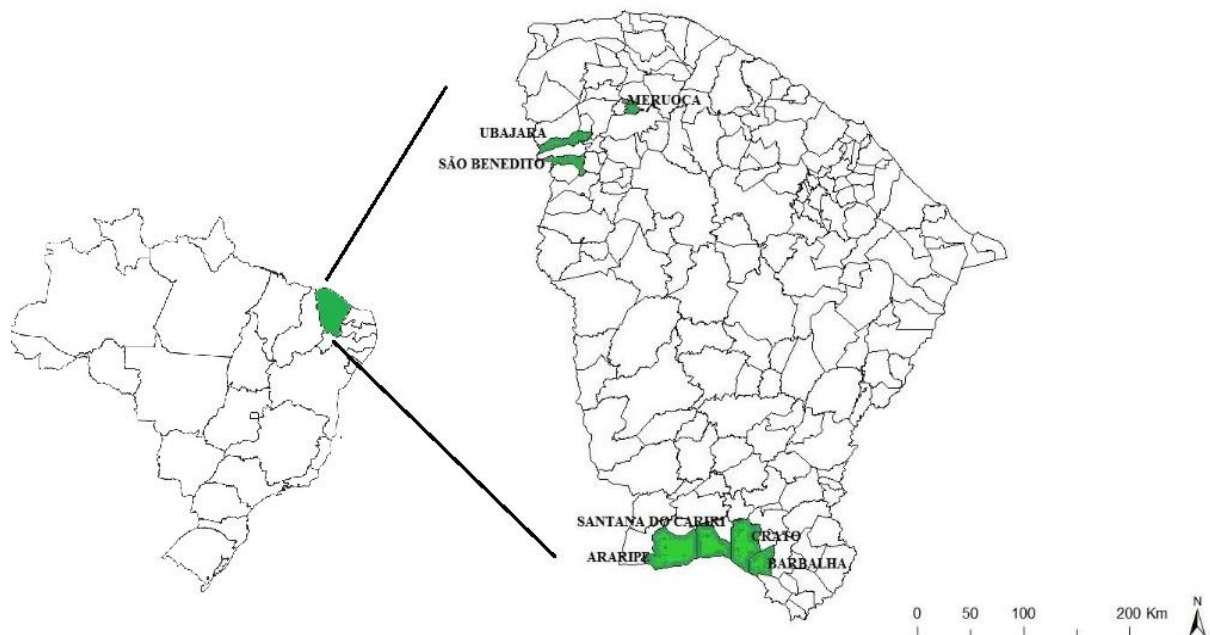 MERUOCA
UBAJARA
SÃO BENEDITO
SANTANA DO CARIRI
CRATO
ARARIPE
BARBALHA
N
0 50 100 200 Km